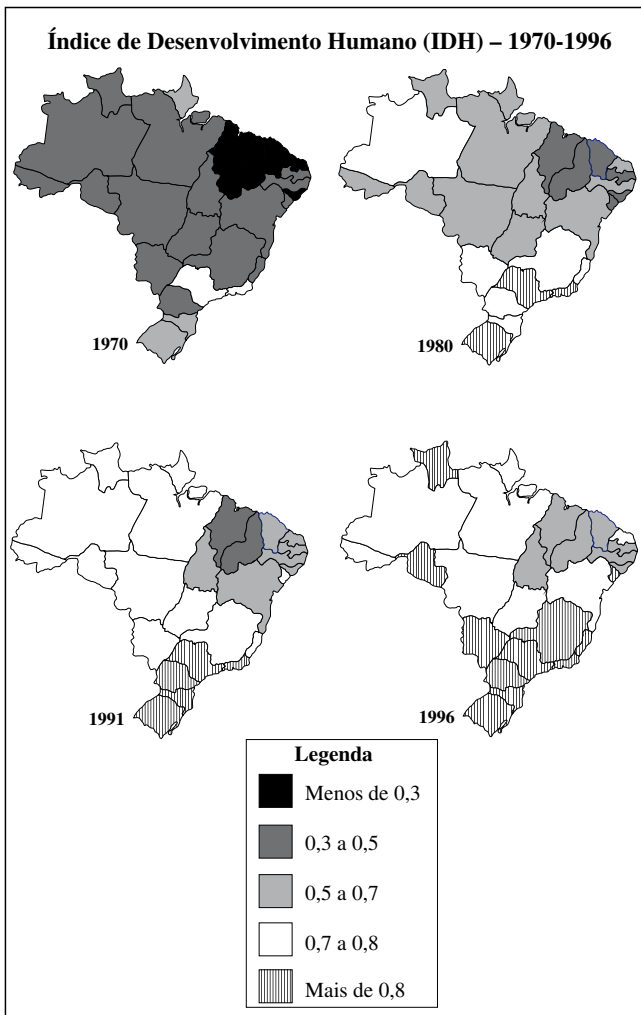 Índice de Desenvolvimento Humano (IDH) – 1970-1996
1970
1980
1991
1996
Legenda
Menos de 0,3
0,3 a 0,5
0,5 a 0,7
0,7 a 0,8
Mais de 0,8